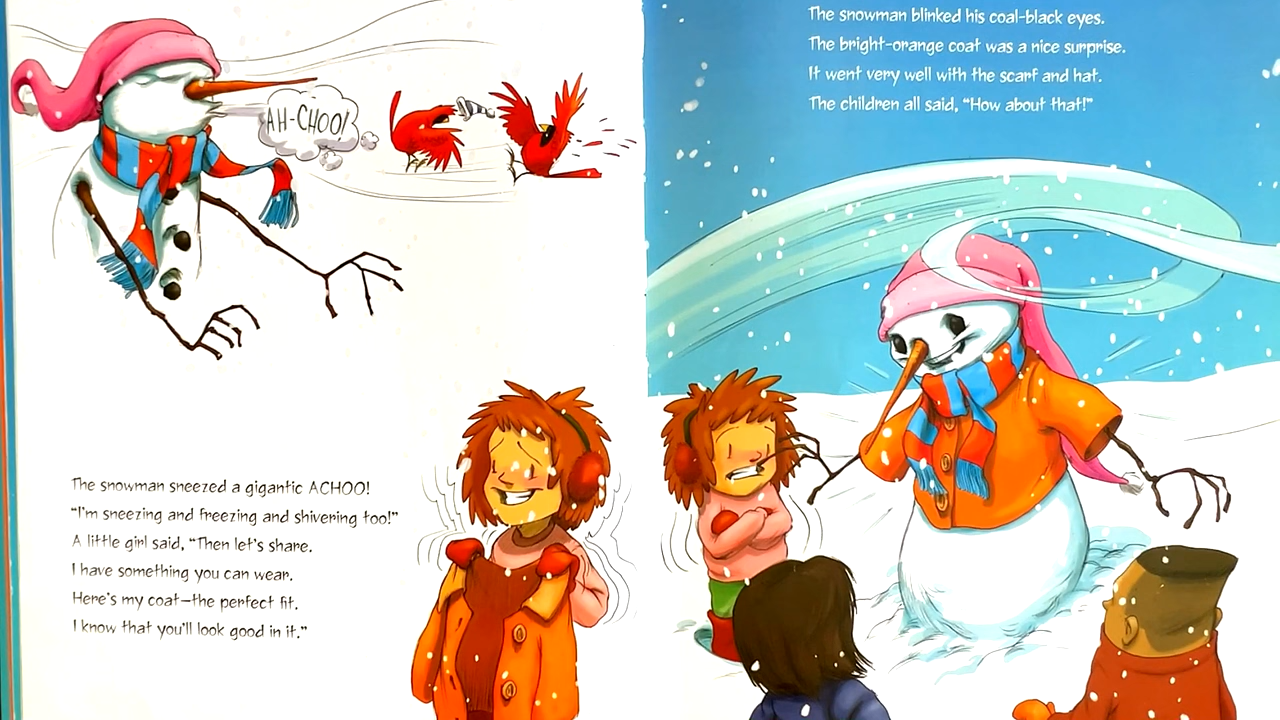 AH-CHOO!
The snowman sneezed a gigantic ACHOO!
“I’m sneezing and freezing and shivering too!”
A little girl said, “Then let’s share.
I have something you can wear.
Here’s my coat—the perfect fit.
I know that you’ll look good in it.”
The snowman blinked his coal-black eyes.
The bright-orange coat was a nice surprise.
It went very well with the scarf and hat.
The children all said, “How about that!”